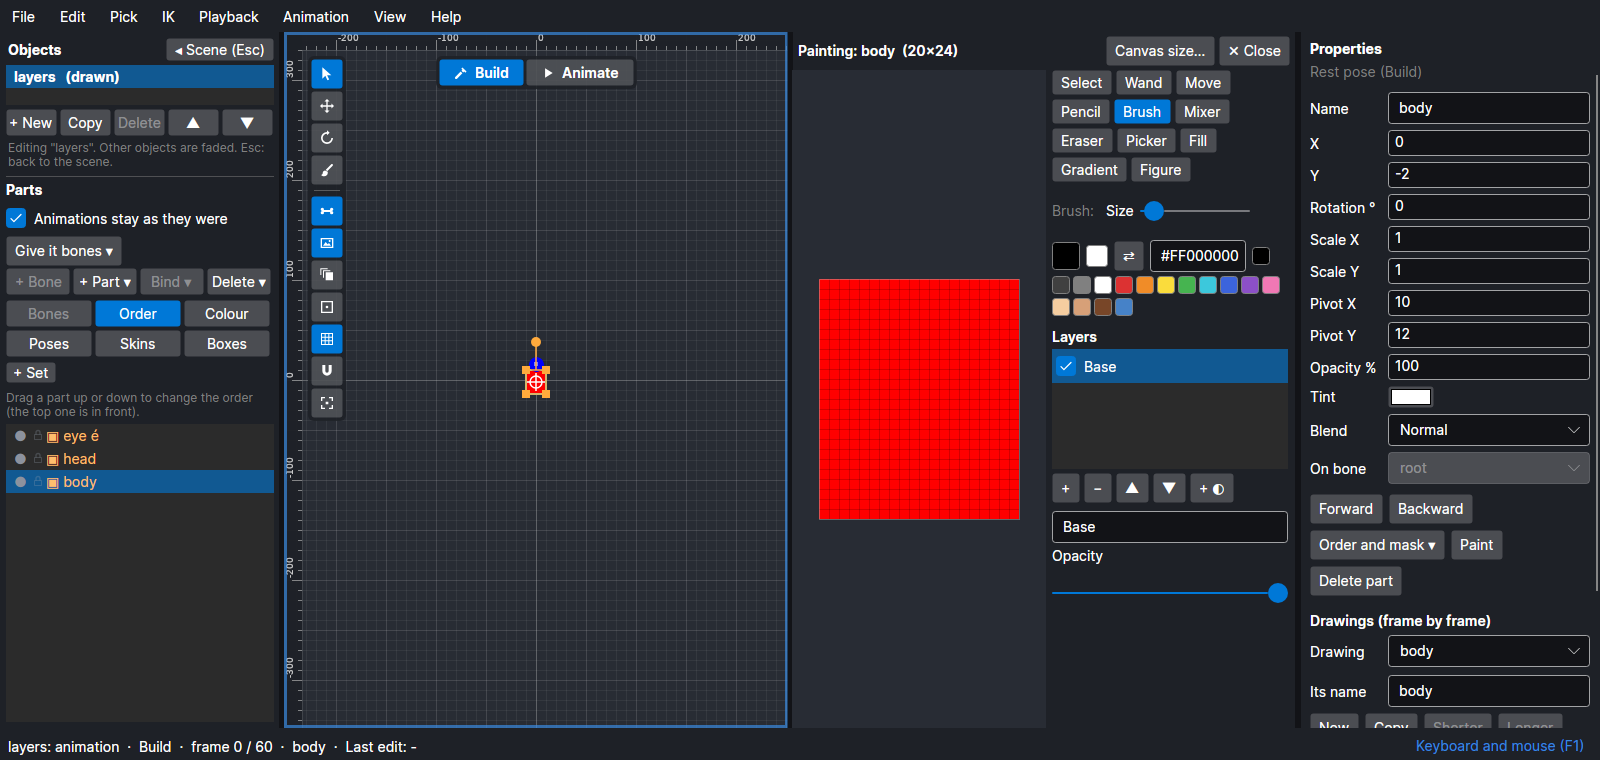 File Edit Pick IK Playback Animation View Help
Objects
◂ Scene (Esc)
layers (drawn)
+ New Copy Delete ▲ ▼
Editing "layers". Other objects are faded. Esc:
back to the scene.
Parts
Animations stay as they were
Give it bones ▾
+ Bone + Part ▾ Bind ▾ Delete ▾
Bones Order Colour
Poses Skins Boxes
+ Set
Drag a part up or down to change the order
(the top one is in front).
eye é
head
body
-200 -100 0 100 200
300
200
100
0
-100
-200
-300
Build Animate
Painting: body (20×24)
Canvas size... ✕ Close
Select Wand Move
Pencil Brush Mixer
Eraser Picker Fill
Gradient Figure
Brush: Size
#FF000000
Layers
Base
+ − ▲ ▼ + ◐
Base
Opacity
Properties
Rest pose (Build)
Name body
X 0
Y -2
Rotation ° 0
Scale X 1
Scale Y 1
Pivot X 10
Pivot Y 12
Opacity % 100
Tint
Blend Normal
On bone root
Forward Backward
Order and mask ▾ Paint
Delete part
Drawings (frame by frame)
Drawing body
Its name body
New Copy Shorter Longer
layers: animation · Build · frame 0 / 60 · body · Last edit: -
Keyboard and mouse (F1)